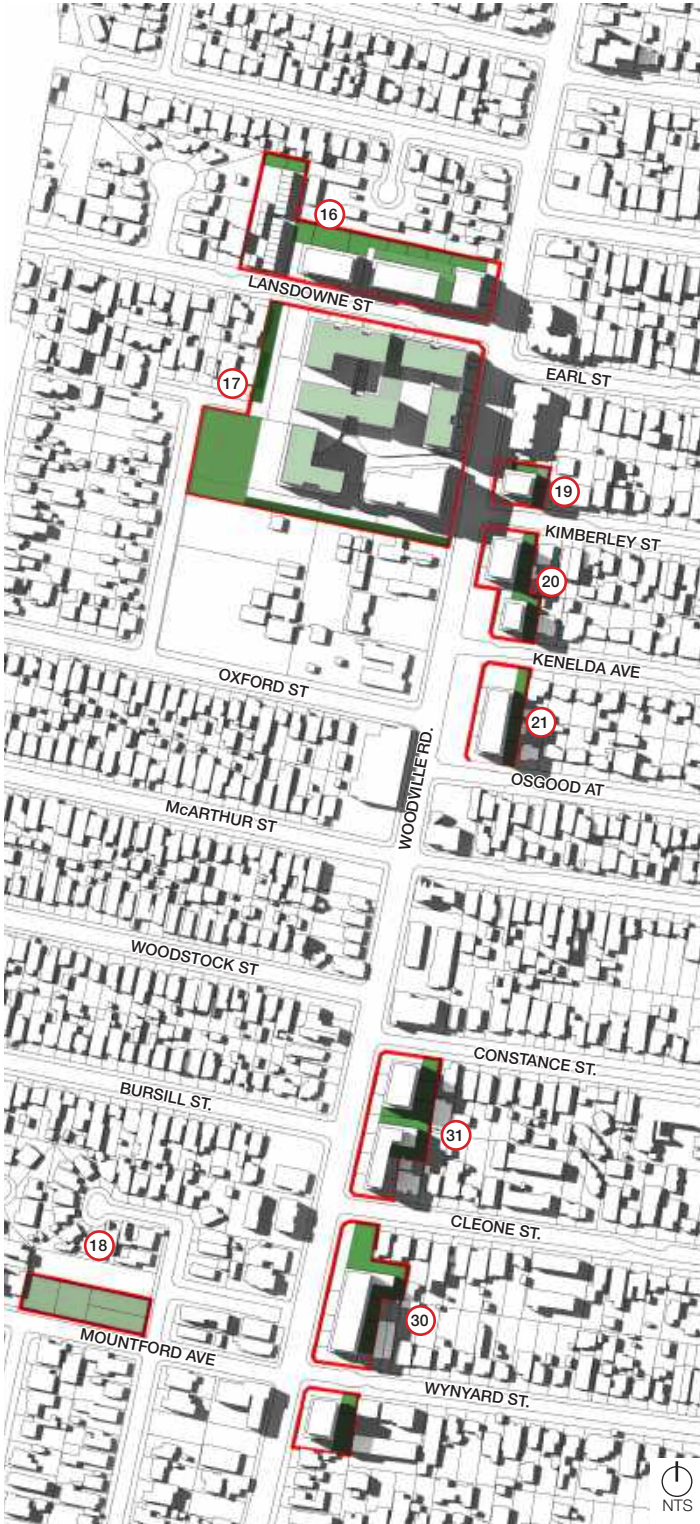 16
LANSDOWNE ST
EARL ST
17
19
KIMBERLEY ST
20
KENELDA AVE
OXFORD ST
21
WOODVILLE RD.
OSGOOD AT
McARTHUR ST
WOODSTOCK ST
CONSTANCE ST.
BURSILL ST.
31
CLEONE ST.
18
30
MOUNTFORD AVE
WYNYARD ST.
NTS